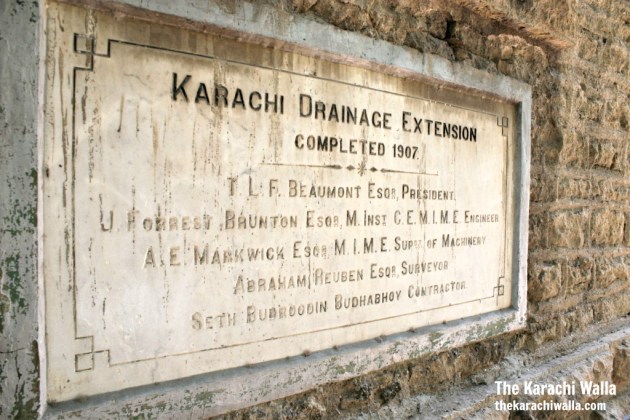 KARACHI DRAINAGE EXTENSION
COMPLETED 1907.
T. L. F. BEAUMONT ESQR, PRESIDENT.
J. FORREST BRUNTON ESQR, M. INST C. E. M. I. M. E. ENGINEER
A. E. MARKWICK ESQR, M. I. M. E. SUPDT OF MACHINERY
ABRAHAM REUBEN ESQR, SURVEYOR
SETH BUDROODIN BUDHABHOY CONTRACTOR
The Karachi Walla
thekarachiwalla.com